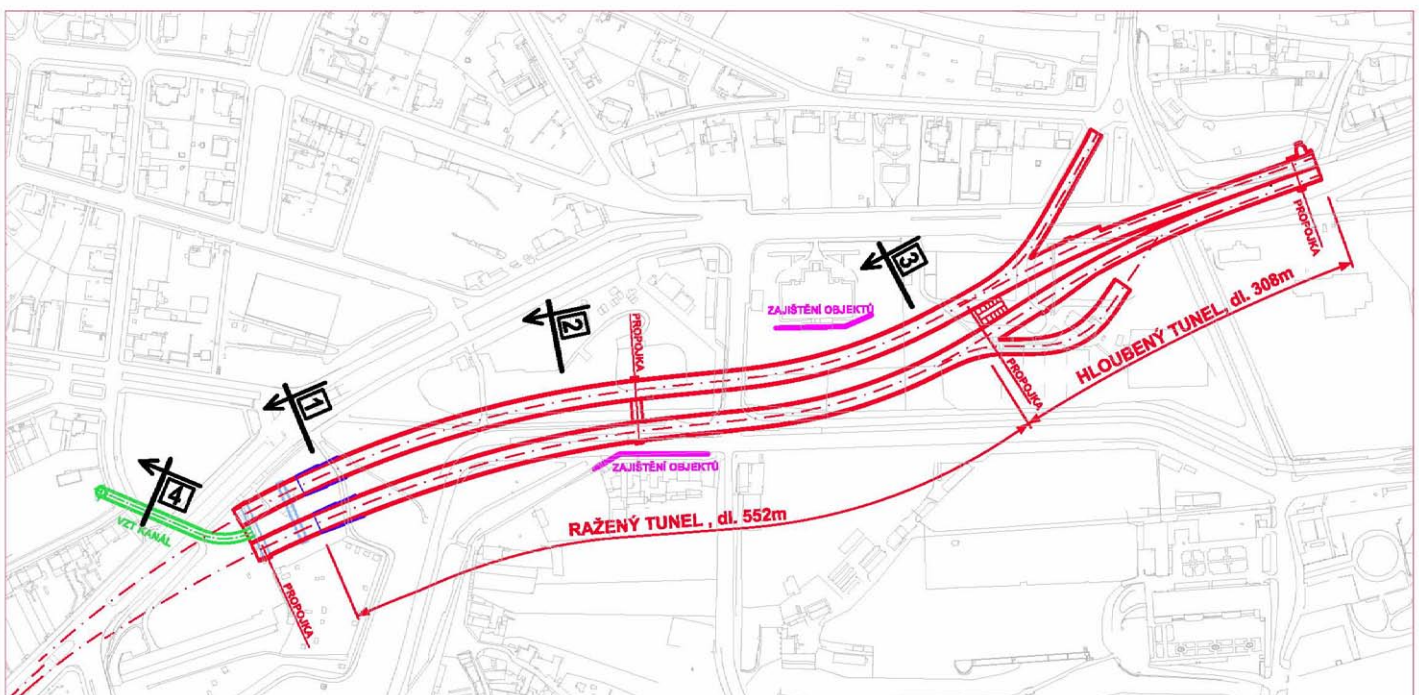 PROPOJKA
3
ZAJIŠTĚNÍ OBJEKTŮ
2
PROPOJKA
HLOUBENÝ TUNEL, dl. 308m
PROPOJKA
1
ZAJIŠTĚNÍ OBJEKTŮ
4
VZT KANÁL
RAŽENÝ TUNEL , dl. 552m
PROPOJKA